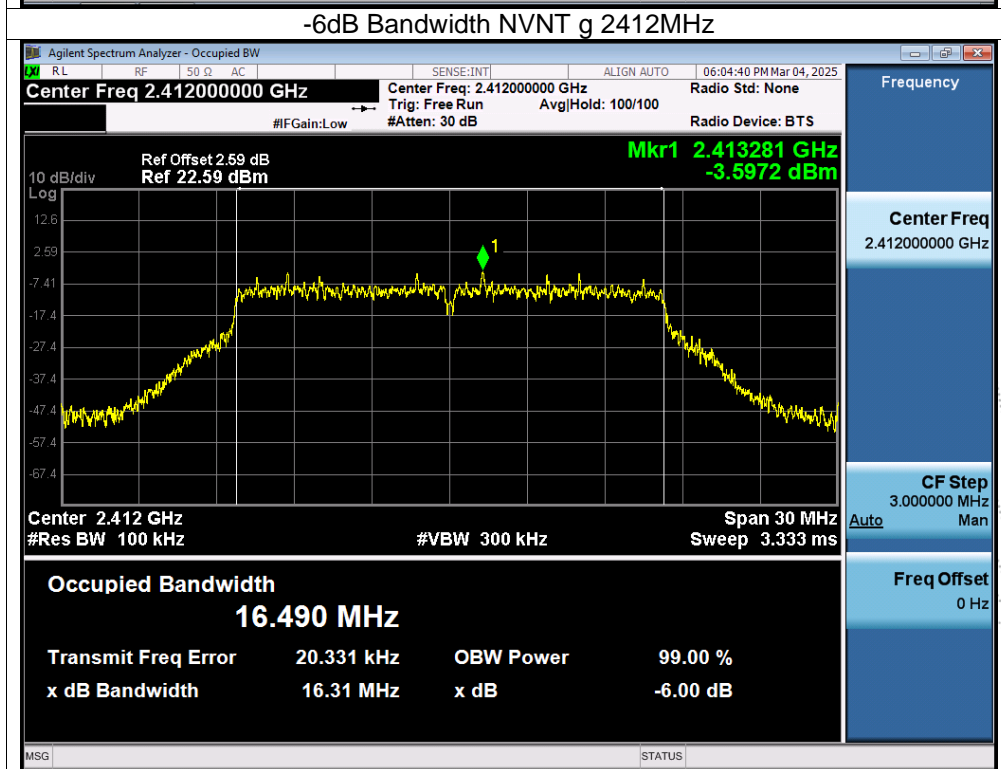 -6dB Bandwidth NVNT g 2412MHz
Agilent Spectrum Analyzer - Occupied BW
LXI RL RF 50 Ω AC SENSE:INT ALIGN AUTO 06:04:40 PM Mar 04, 2025
Center Freq 2.412000000 GHz
Center Freq: 2.412000000 GHz Radio Std: None
Trig: Free Run Avg|Hold: 100/100
#IFGain:Low #Atten: 30 dB Radio Device: BTS
Mkr1 2.413281 GHz
-3.5972 dBm
Ref Offset 2.59 dB
10 dB/div Ref 22.59 dBm
Log
12.6
2.59
-7.41
-17.4
-27.4
-37.4
-47.4
-57.4
-67.4
1
Center 2.412 GHz Span 30 MHz
#Res BW 100 kHz #VBW 300 kHz Sweep 3.333 ms
Occupied Bandwidth
16.490 MHz
Transmit Freq Error 20.331 kHz OBW Power 99.00 %
x dB Bandwidth 16.31 MHz x dB -6.00 dB
Frequency
Center Freq
2.412000000 GHz
CF Step
3.000000 MHz
Auto Man
Freq Offset
0 Hz
MSG STATUS